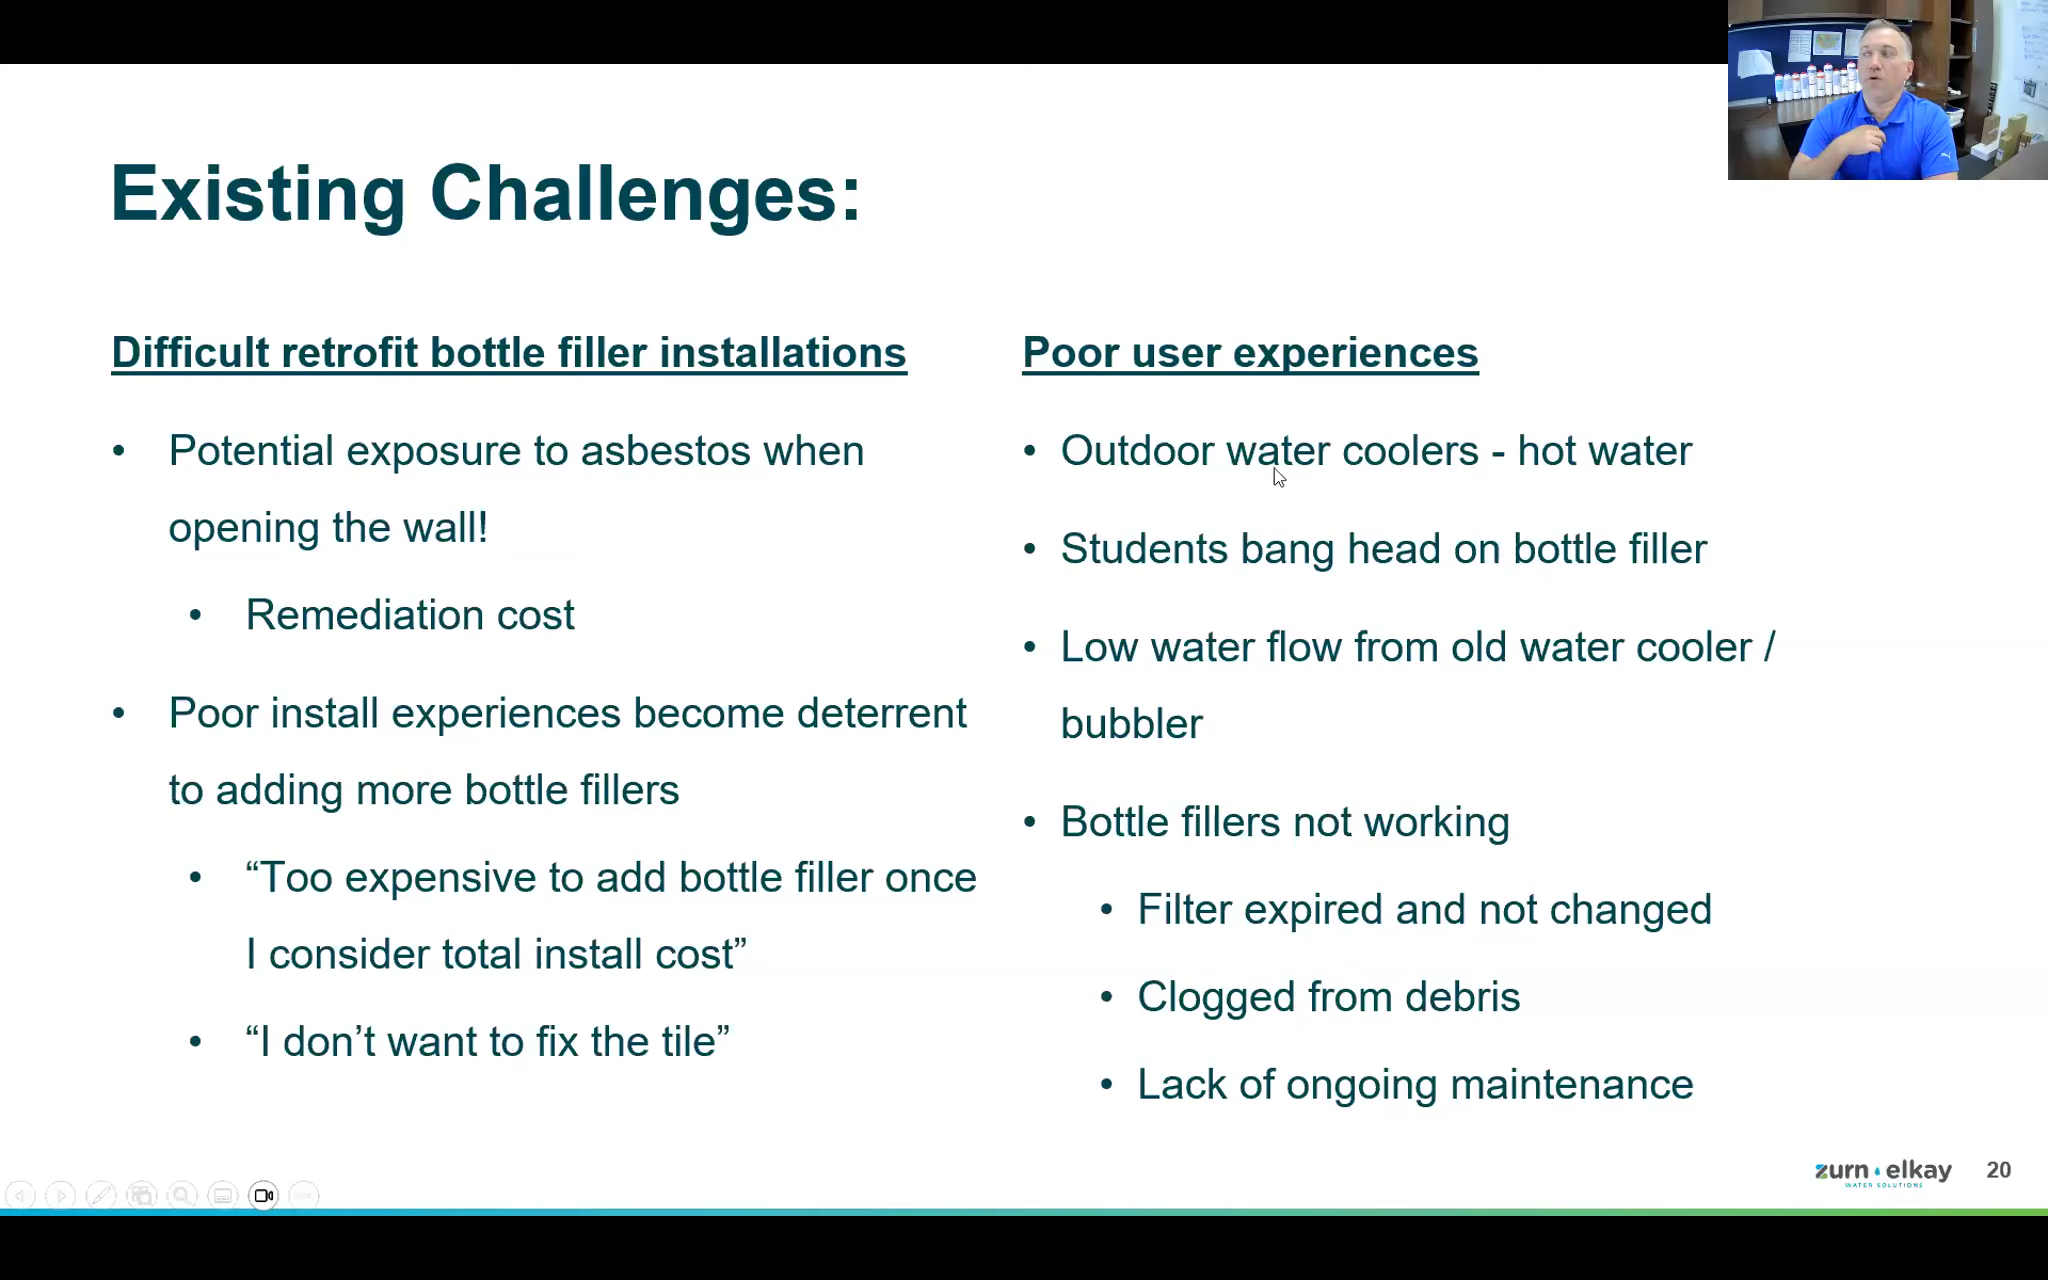 Existing Challenges:
Difficult retrofit bottle filler installations
• Potential exposure to asbestos when
opening the wall!
• Remediation cost
• Poor install experiences become deterrent
to adding more bottle fillers
• “Too expensive to add bottle filler once
I consider total install cost”
• “I don’t want to fix the tile”
Poor user experiences
• Outdoor water coolers - hot water
• Students bang head on bottle filler
• Low water flow from old water cooler /
bubbler
• Bottle fillers not working
• Filter expired and not changed
• Clogged from debris
• Lack of ongoing maintenance
zurn elkay
WATER SOLUTIONS
20